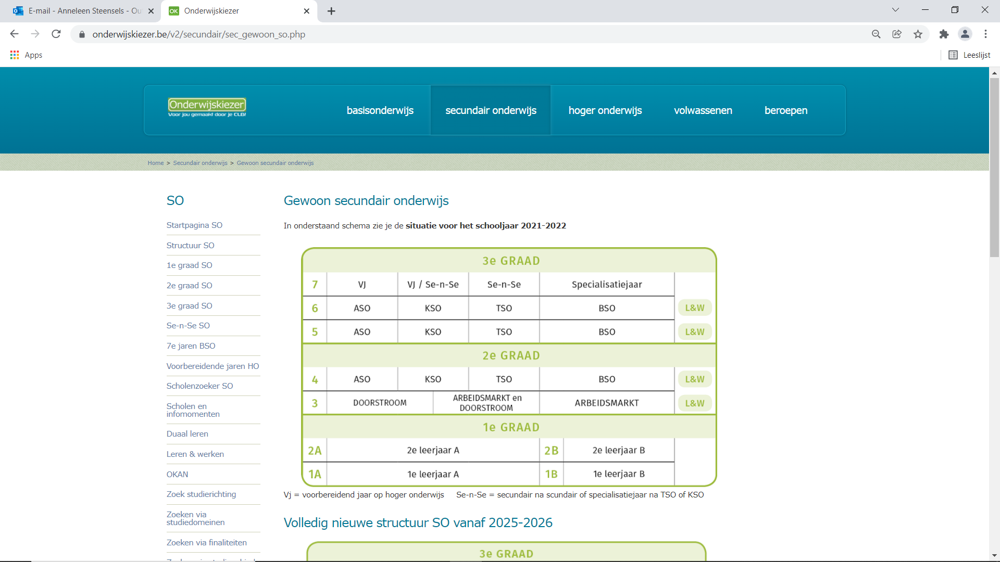 E-mail - Anneleen Steensels - Ou
Onderwijskiezer
onderwijskiezer.be/v2/secundair/sec_gewoon_so.php
Apps
Leeslijst
Onderwijskiezer
Voor jou gemaakt door je CLB!
basisonderwijs
secundair onderwijs
hoger onderwijs
volwassenen
beroepen
Home > Secundair onderwijs > Gewoon secundair onderwijs
SO
Startpagina SO
Structuur SO
1e graad SO
2e graad SO
3e graad SO
Se-n-Se SO
7e jaren BSO
Voorbereidende jaren HO
Scholenzoeker SO
Scholen en
infomomenten
Duaal leren
Leren & werken
OKAN
Zoek studierichting
Zoeken via
studiedomeinen
Zoeken via finaliteiten
Gewoon secundair onderwijs
In onderstaand schema zie je de situatie voor het schooljaar 2021-2022
3e GRAAD
7 VJ VJ / Se-n-Se Se-n-Se Specialisatiejaar
6 ASO KSO TSO BSO L&W
5 ASO KSO TSO BSO L&W
2e GRAAD
4 ASO KSO TSO BSO L&W
3 DOORSTROOM ARBEIDSMARKT en DOORSTROOM ARBEIDSMARKT L&W
1e GRAAD
2A 2e leerjaar A 2B 2e leerjaar B
1A 1e leerjaar A 1B 1e leerjaar B
Vj = voorbereidend jaar op hoger onderwijs Se-n-Se = secundair na scundair of specialisatiejaar na TSO of KSO
Volledig nieuwe structuur SO vanaf 2025-2026
3e GRAAD